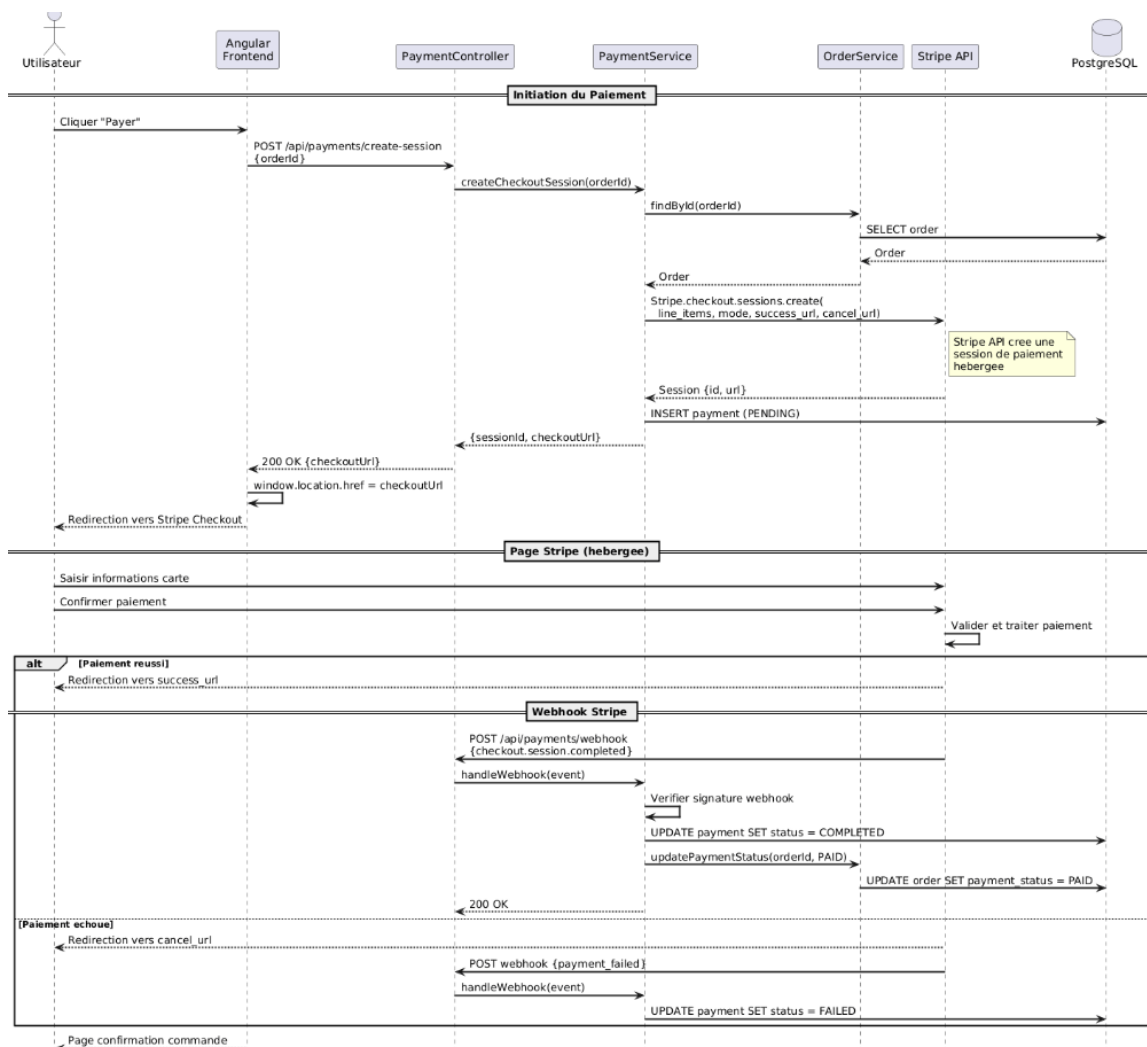 Utilisateur
Angular
Frontend
PaymentController
PaymentService
OrderService
Stripe API
PostgreSQL
Initiation du Paiement
Cliquer "Payer"
POST /api/payments/create-session
{orderId}
createCheckoutSession(orderId)
findById(orderId)
SELECT order
Order
Order
Stripe.checkout.sessions.create(
line_items, mode, success_url, cancel_url)
Stripe API cree une
session de paiement
hebergee
Session {id, url}
INSERT payment (PENDING)
{sessionId, checkoutUrl}
200 OK {checkoutUrl}
window.location.href = checkoutUrl
Redirection vers Stripe Checkout
Page Stripe (hebergee)
Saisir informations carte
Confirmer paiement
Valider et traiter paiement
alt [Paiement reussi]
Redirection vers success_url
Webhook Stripe
POST /api/payments/webhook
{checkout.session.completed}
handleWebhook(event)
Verifier signature webhook
UPDATE payment SET status = COMPLETED
updatePaymentStatus(orderId, PAID)
UPDATE order SET payment_status = PAID
200 OK
[Paiement echoue]
Redirection vers cancel_url
POST webhook {payment_failed}
handleWebhook(event)
UPDATE payment SET status = FAILED
Page confirmation commande